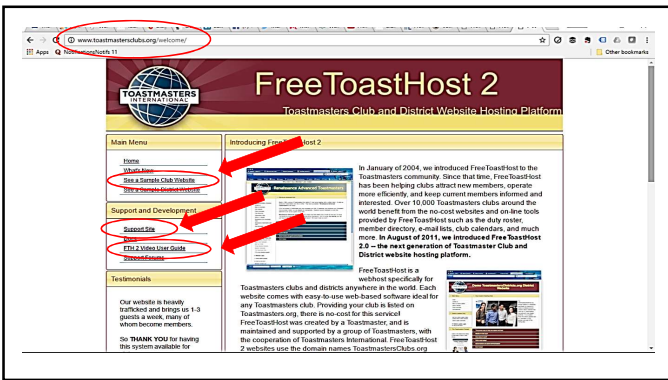 www.toastmastersclubs.org/welcome/
Apps
Other bookmarks
TOASTMASTERS
INTERNATIONAL
FreeToastHost 2
Toastmasters Club and District Website Hosting Platform
Main Menu
Home
What's New
See a Sample Club Website
See a Sample District Website
Support and Development
Support Site
FTH 2 Video User Guide
Support Forums
Testimonials
Our website is heavily
trafficked and brings us 1-3
guests a week, many of
whom become members.
So THANK YOU for having
this system available for
Introducing Host 2
In January of 2004, we introduced FreeToastHost to the
Toastmasters community. Since that time, FreeToastHost
has been helping clubs attract new members, operate
more efficiently, and keep current members informed and
interested. Over 10,000 Toastmasters clubs around the
world benefit from the no-cost websites and on-line tools
provided by FreeToastHost such as the duty roster,
member directory, e-mail lists, club calendars, and much
more. In August of 2011, we introduced FreeToastHost
2.0 – the next generation of Toastmaster Club and
District website hosting platform.
FreeToastHost is a
webhost specifically for
Toastmasters clubs and districts anywhere in the world. Each
website comes with easy-to-use web-based software ideal for
any Toastmasters club. Providing your club is listed on
Toastmasters.org, there is no-cost for this service!
FreeToastHost was created by a Toastmaster, and is
maintained and supported by a group of Toastmasters, with
the cooperation of Toastmasters International. FreeToastHost
2 websites use the domain names ToastmastersClubs.org